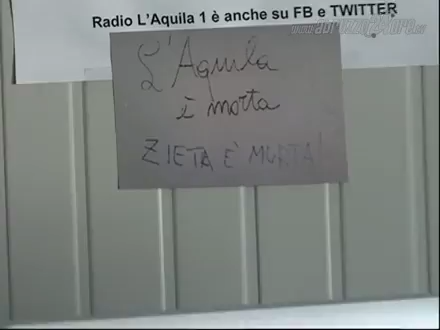 Radio L'Aquila 1 è anche su FB e TWITTER
L'Aquila
è morta
ZIETA È MORTA!